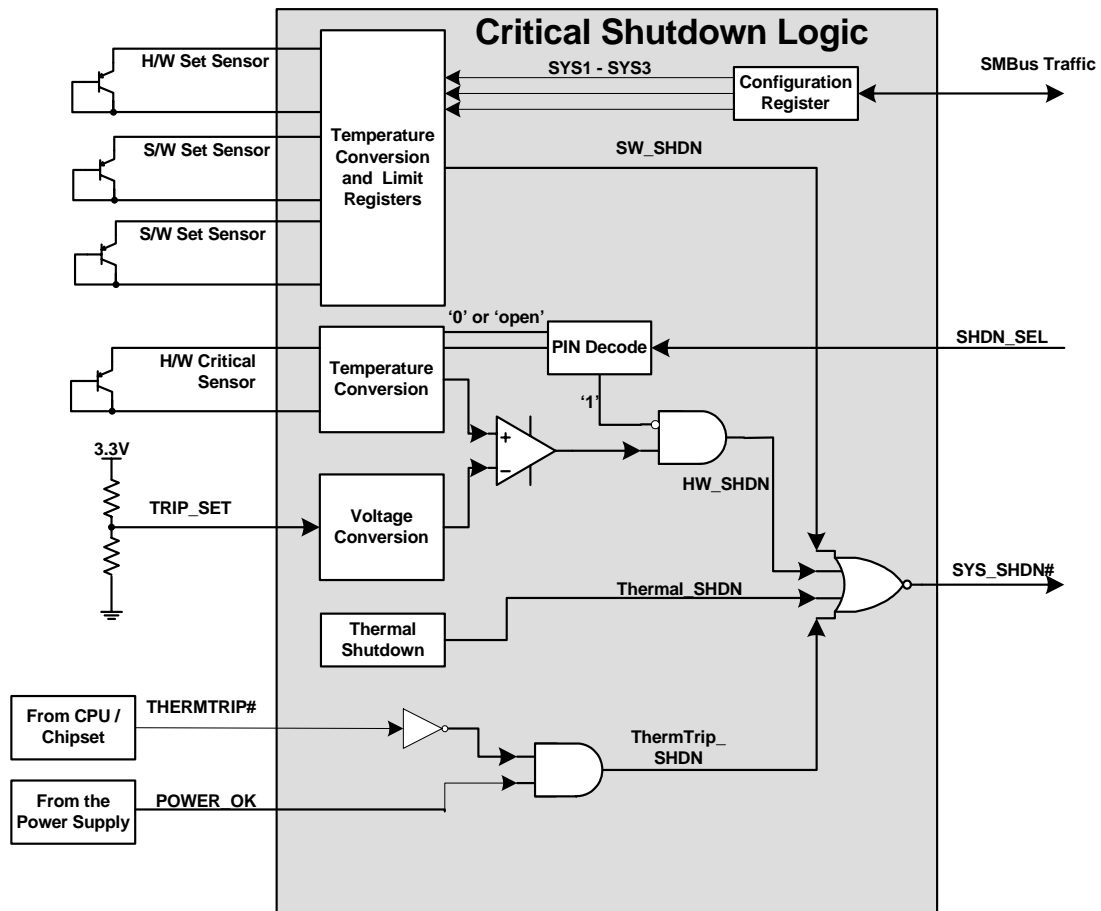 Critical Shutdown Logic
H/W Set Sensor
S/W Set Sensor
S/W Set Sensor
Temperature
Conversion
and Limit
Registers
SYS1 - SYS3
Configuration
Register
SMBus Traffic
SW_SHDN
‘0’ or ‘open’
PIN Decode
SHDN_SEL
H/W Critical
Sensor
Temperature
Conversion
‘1’
+
−
HW_SHDN
3.3V
TRIP_SET
Voltage
Conversion
SYS_SHDN#
Thermal_SHDN
Thermal
Shutdown
From CPU /
Chipset
THERMTRIP#
ThermTrip_
SHDN
From the
Power Supply
POWER_OK